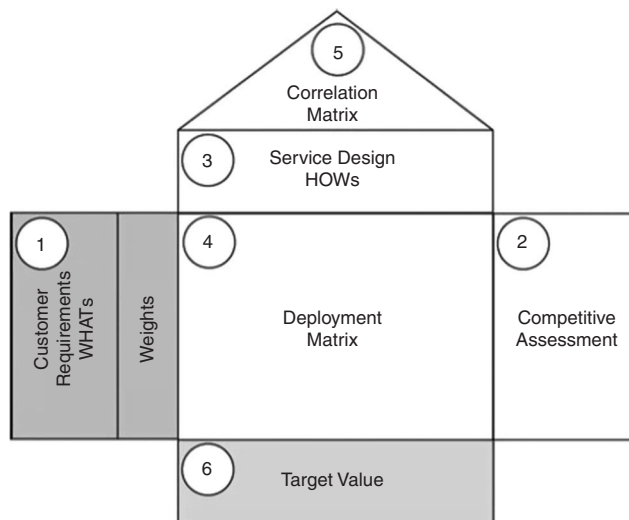 5
Correlation
Matrix
3
Service Design
HOWs
1
Customer
Requirements
WHATs
Weights
4
Deployment
Matrix
2
Competitive
Assessment
6
Target Value